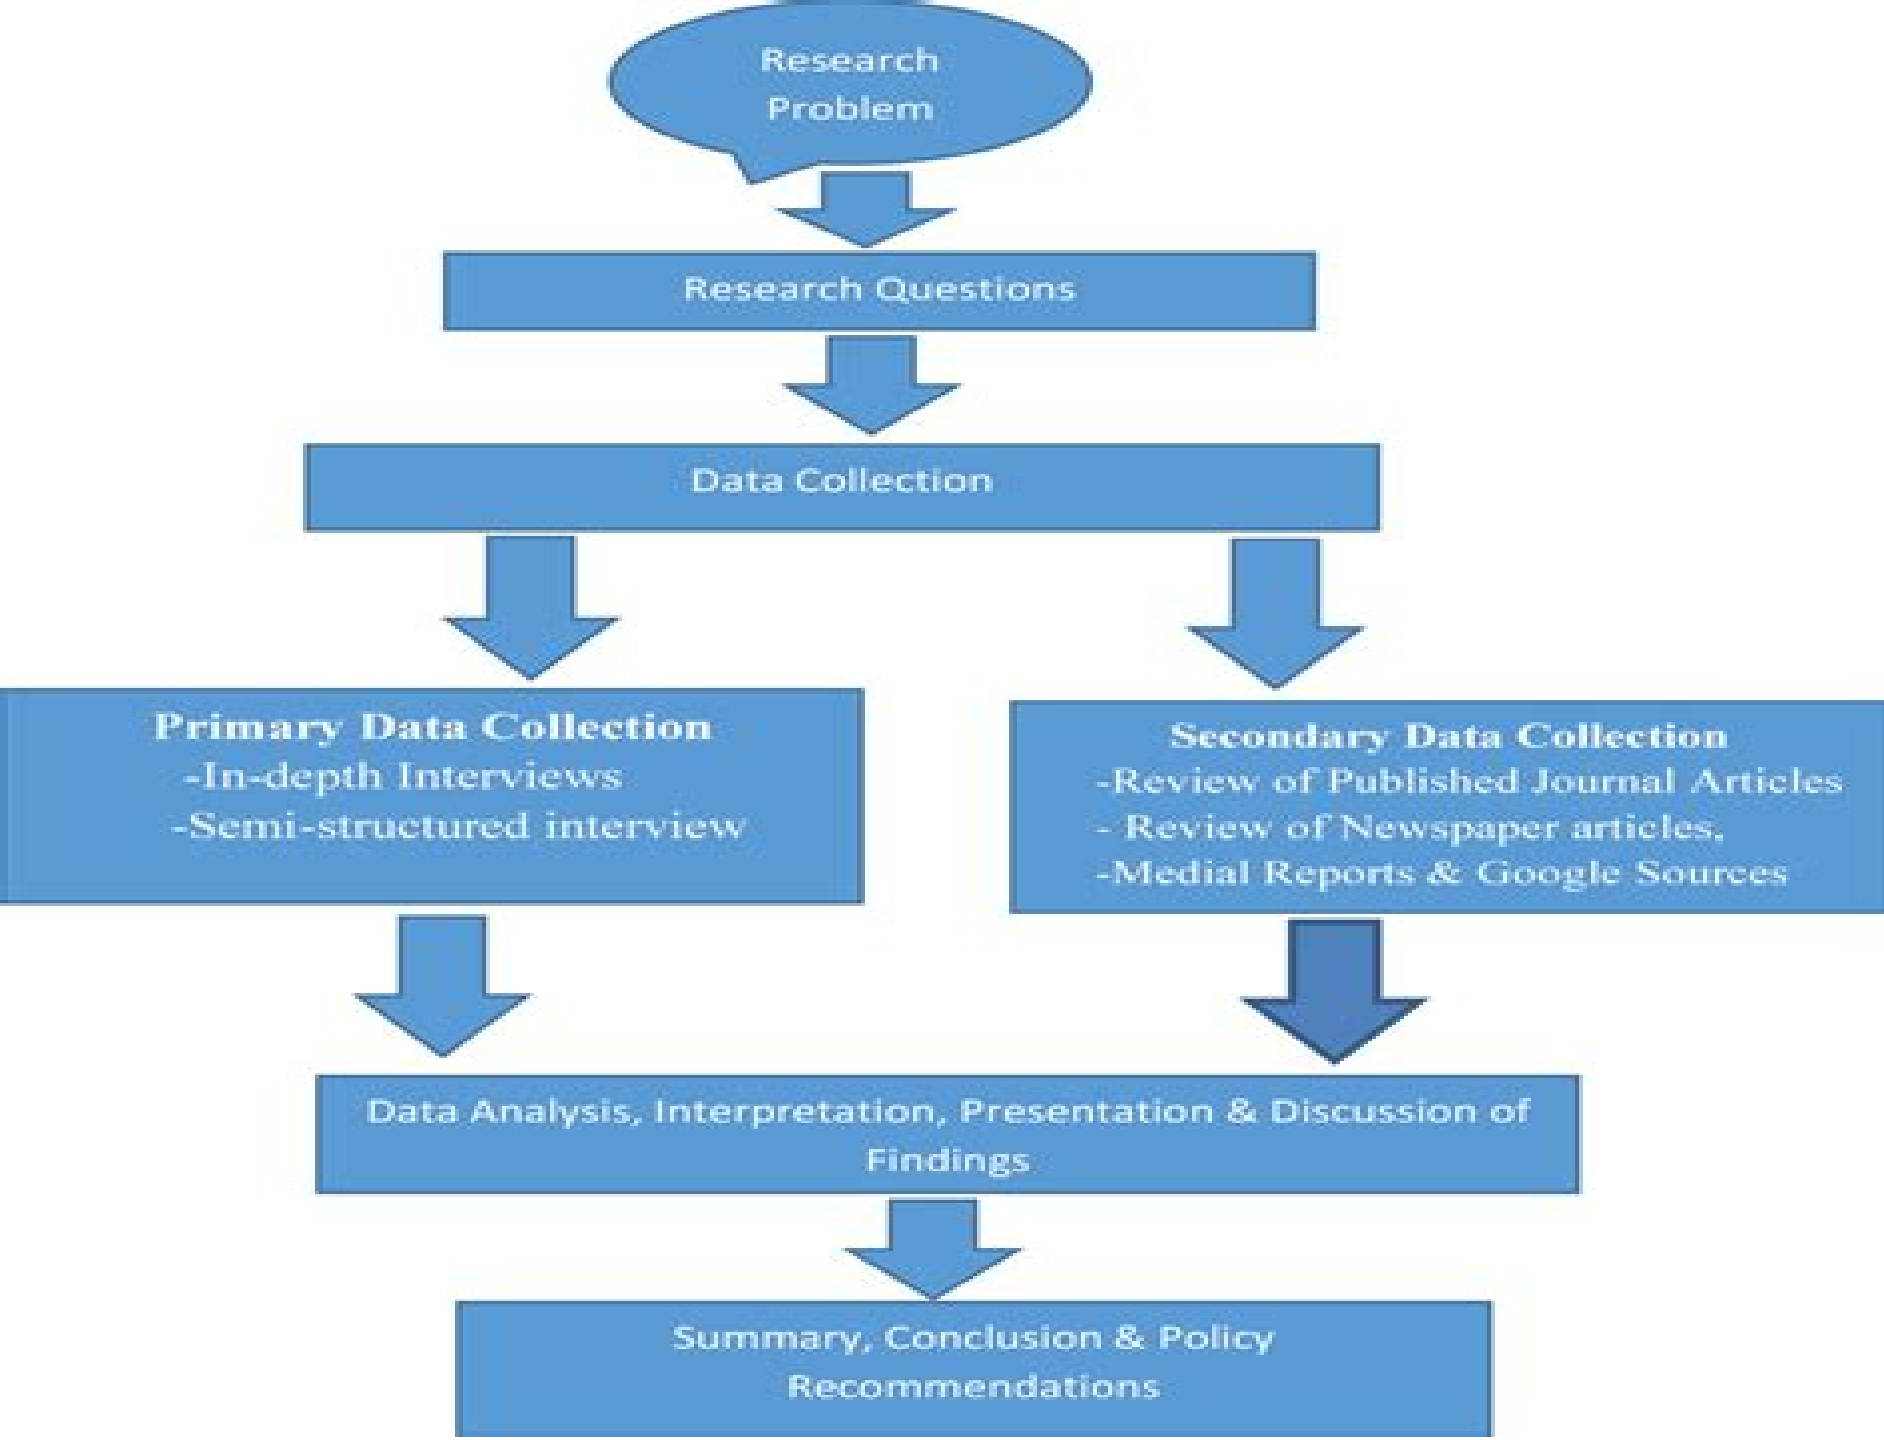 Research
Problem
Research Questions
Data Collection
Primary Data Collection
-In-depth Interviews
-Semi-structured interview
Secondary Data Collection
-Review of Published Journal Articles
- Review of Newspaper articles,
-Medial Reports & Google Sources
Data Analysis, Interpretation, Presentation & Discussion of
Findings
Summary, Conclusion & Policy
Recommendations